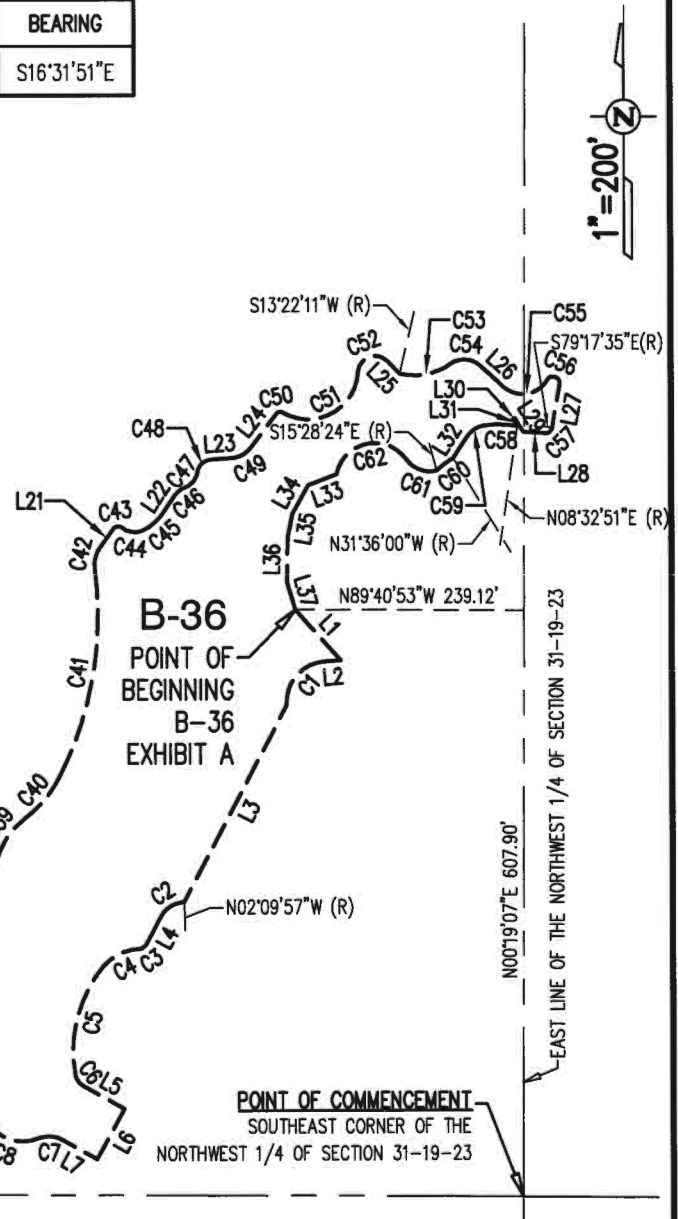 BEARING
S16°31'51"E
N
1"=200'
S13°22'11"W (R)
C53
C55
C52
C54
S79°17'35"E(R)
L25
L26
C56
C50
L30
L27
C51
L31
L29
C48
L24
S15°28'24"E (R)
L32
C58
C57
L23
C49
C62
L28
C47
C61
C60
C59
L21
C43
L22
C46
L34
L33
N08°32'51"E (R)
C42
C44
C45
L35
N31°36'00"W (R)
L36
L37
N89°40'53"W 239.12'
B-36
L1
POINT OF
BEGINNING
B-36
EXHIBIT A
C41
C1
L2
C40
L3
C2
N02°09'57"W (R)
L4
C3
C4
C5
N00°19'07"E 607.90'
EAST LINE OF THE NORTHWEST 1/4 OF SECTION 31-19-23
C6
L5
POINT OF COMMENCEMENT
SOUTHEAST CORNER OF THE
NORTHWEST 1/4 OF SECTION 31-19-23
L6
C8
C7
L7